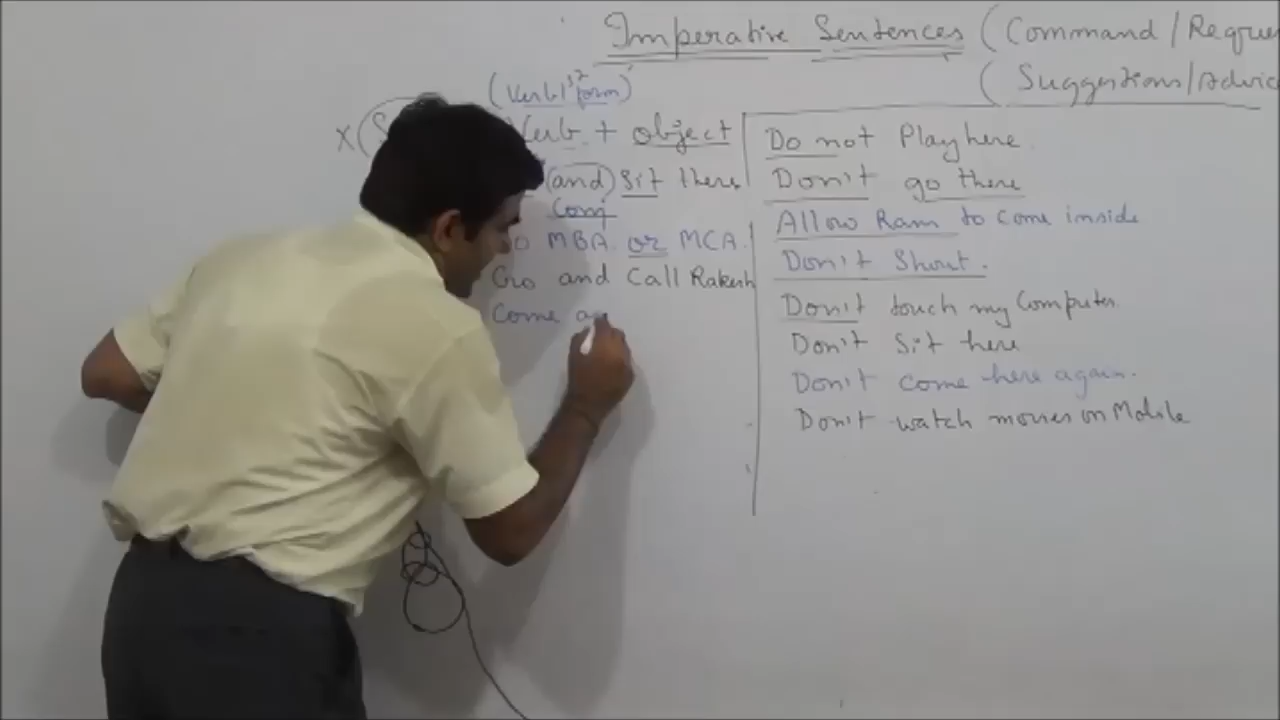 Imperative Sentences (Command / Reque
(Suggestions/Advic
(Verb 1st form)
Verb + object
(and) Sit there
Conj
Do MBA or MCA.
Go and Call Rakesh
Come a
Do not Play here.
Don't go there
Allow Ram to come inside
Don't Shout.
Don't touch my Computer.
Don't Sit here
Don't come here again.
Don't watch movies on Mobile